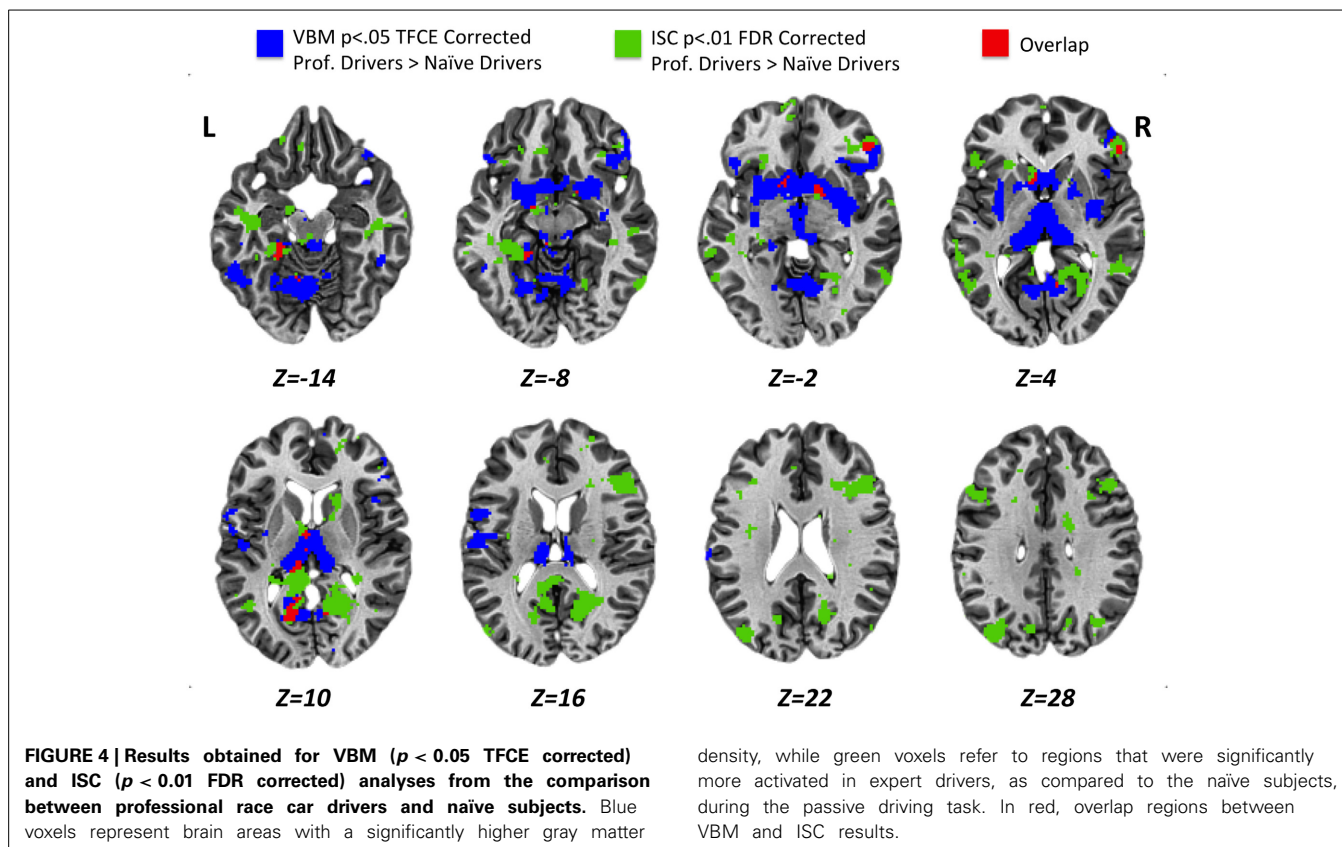 VBM p<.05 TFCE Corrected
Prof. Drivers > Naïve Drivers
ISC p<.01 FDR Corrected
Prof. Drivers > Naïve Drivers
Overlap
L
R
Z=-14
Z=-8
Z=-2
Z=4
Z=10
Z=16
Z=22
Z=28
FIGURE 4 | Results obtained for VBM (p < 0.05 TFCE corrected)
and ISC (p < 0.01 FDR corrected) analyses from the comparison
between professional race car drivers and naïve subjects. Blue
voxels represent brain areas with a significantly higher gray matter
density, while green voxels refer to regions that were significantly
more activated in expert drivers, as compared to the naïve subjects,
during the passive driving task. In red, overlap regions between
VBM and ISC results.